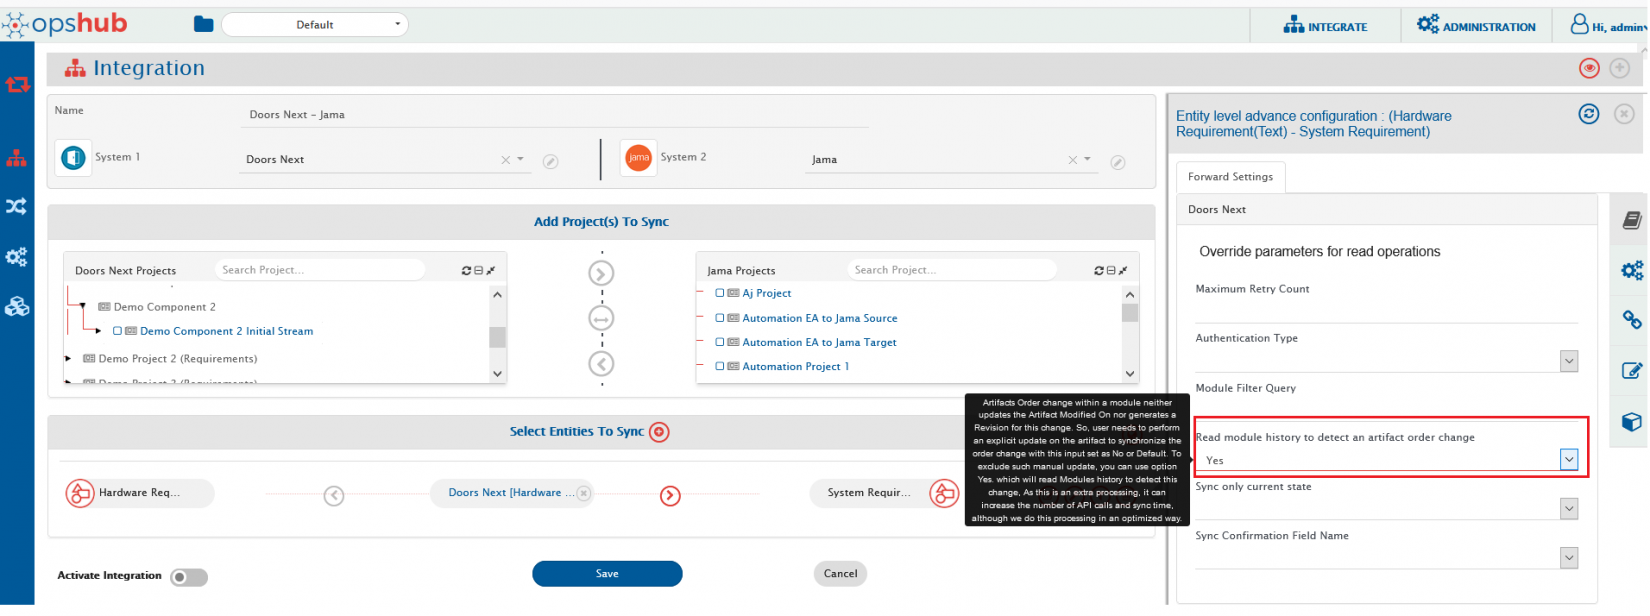 opshub
Default
INTEGRATE
ADMINISTRATION
Hi, admin
Integration
Name
Doors Next - Jama
System 1
Doors Next
jama
System 2
Jama
Add Project(s) To Sync
Doors Next Projects
Search Project...
Demo Component 2
Demo Component 2 Initial Stream
Demo Project 2 (Requirements)
Demo Project 2 (Requirements)
Jama Projects
Search Project...
Aj Project
Automation EA to Jama Source
Automation EA to Jama Target
Automation Project 1
Select Entities To Sync
Hardware Req...
Doors Next [Hardware ...
System Requir...
Activate Integration
Save
Cancel
Artifacts Order change within a module neither
updates the Artifact Modified On nor generates a
Revision for this change. So, user needs to perform
an explicit update on the artifact to synchronize the
order change with this input set as No or Default. To
exclude such manual update, you can use option
Yes. which will read Modules history to detect this
change, As this is an extra processing, it can
increase the number of API calls and sync time,
although we do this processing in an optimized way.
Entity level advance configuration : (Hardware
Requirement(Text) - System Requirement)
Forward Settings
Doors Next
Override parameters for read operations
Maximum Retry Count
Authentication Type
Module Filter Query
Read module history to detect an artifact order change
Yes
Sync only current state
Sync Confirmation Field Name